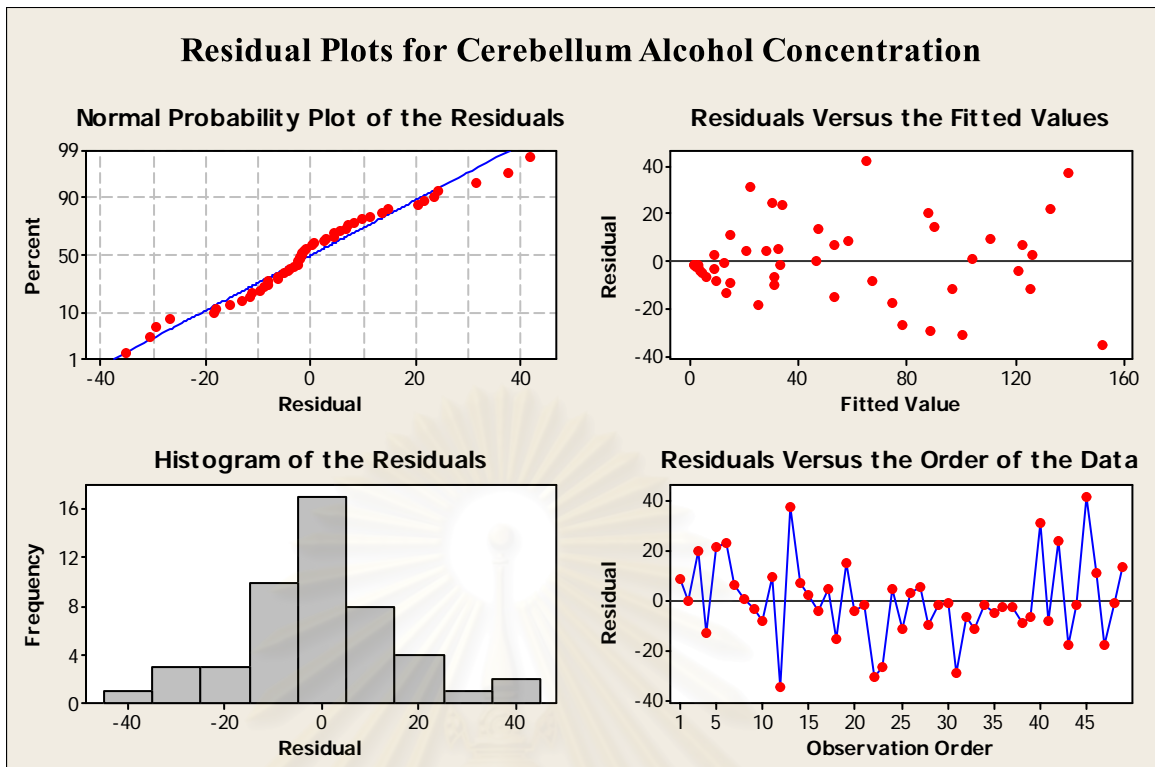 Residual Plots for Cerebellum Alcohol Concentration
Normal Probability Plot of the Residuals
99
90
50
10
1
Percent
-40 -20 0 20 40
Residual
Residuals Versus the Fitted Values
40
20
0
-20
-40
Residual
0 40 80 120 160
Fitted Value
Histogram of the Residuals
16
12
8
4
0
Frequency
-40 -20 0 20 40
Residual
Residuals Versus the Order of the Data
40
20
0
-20
-40
Residual
1 5 10 15 20 25 30 35 40 45
Observation Order